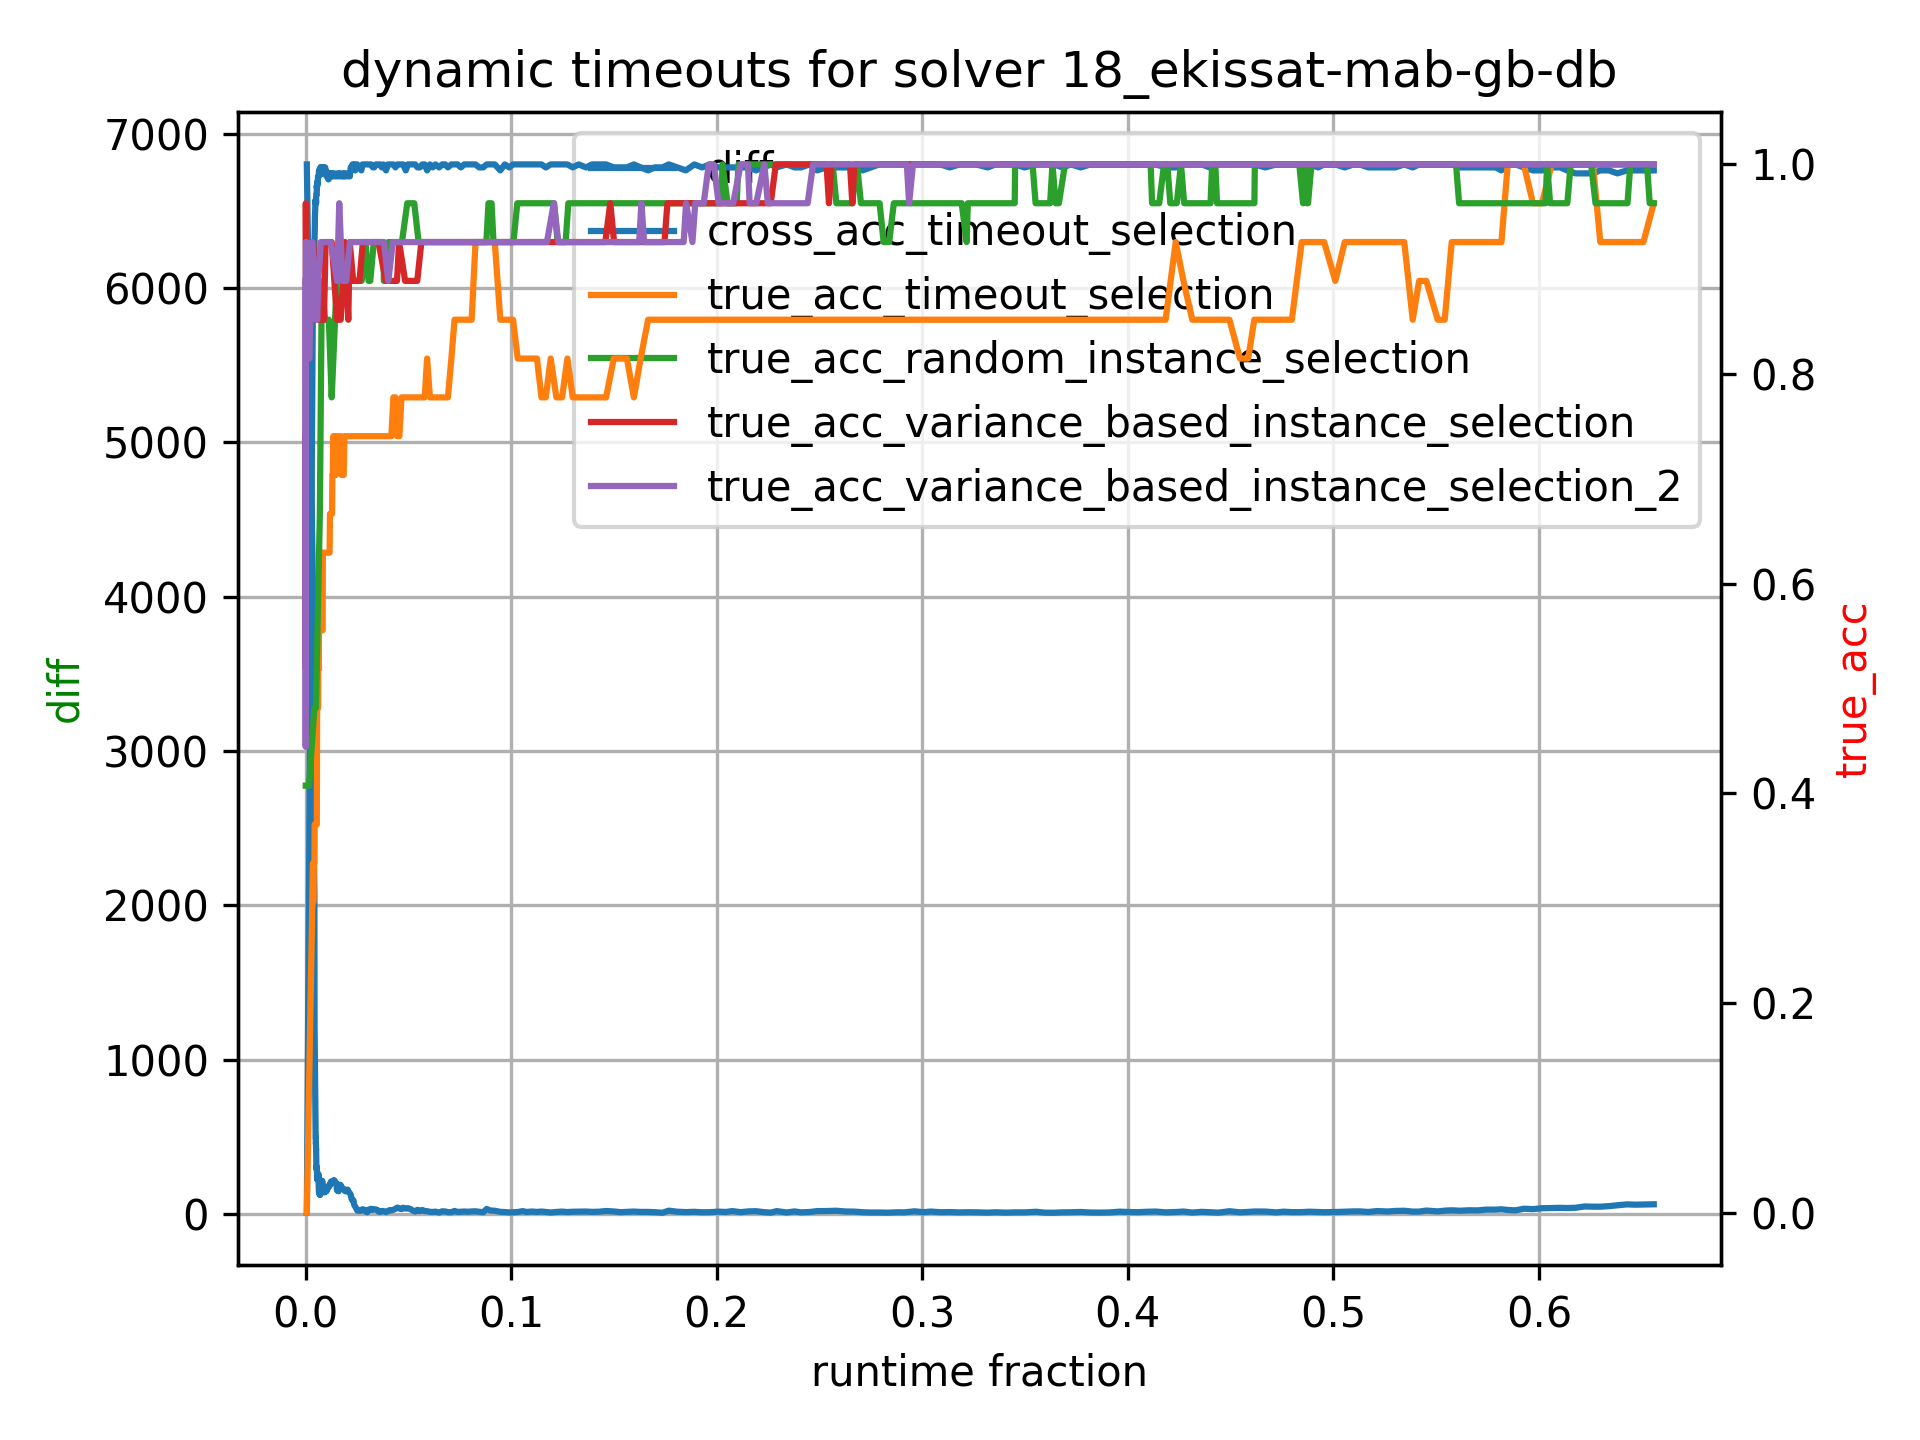 dynamic timeouts for solver 18_ekissat-mab-gb-db
7000
6000
5000
4000
3000
2000
1000
0
diff
diff
cross_acc_timeout_selection
true_acc_timeout_selection
true_acc_random_instance_selection
true_acc_variance_based_instance_selection
true_acc_variance_based_instance_selection_2
1.0
0.8
0.6
0.4
0.2
0.0
true_acc
0.0 0.1 0.2 0.3 0.4 0.5 0.6
runtime fraction